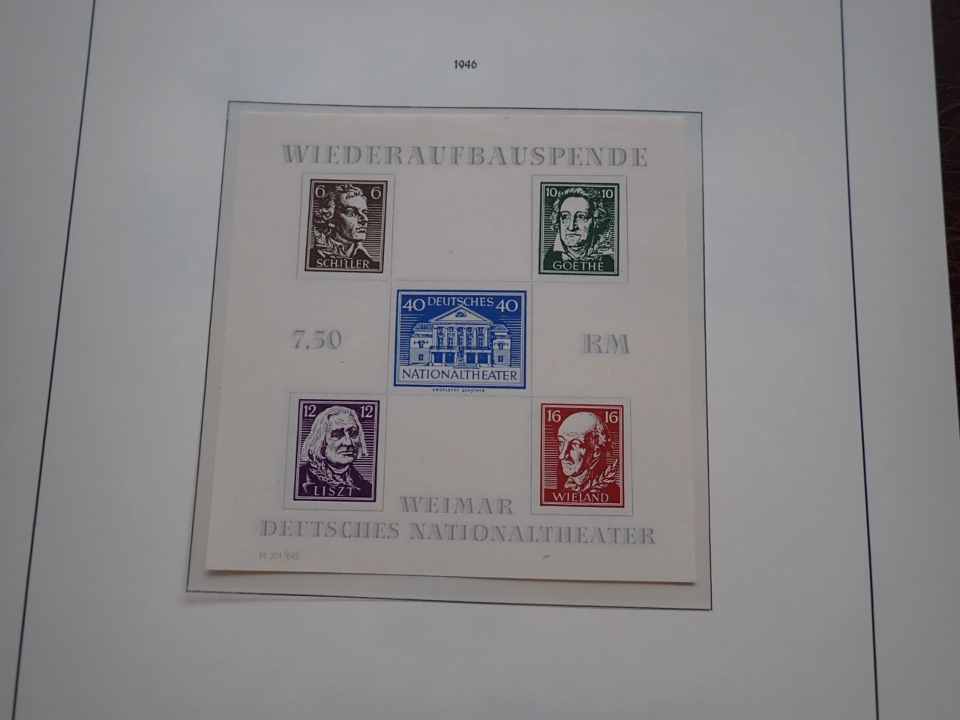 1946
WIEDERAUFBAUSPENDE
6 6
SCHILLER
10 10
GOETHE
40 DEUTSCHES 40
NATIONALTHEATER
7.50 RM
12 12
LISZT
16 16
WIELAND
WEIMAR
DEUTSCHES NATIONALTHEATER